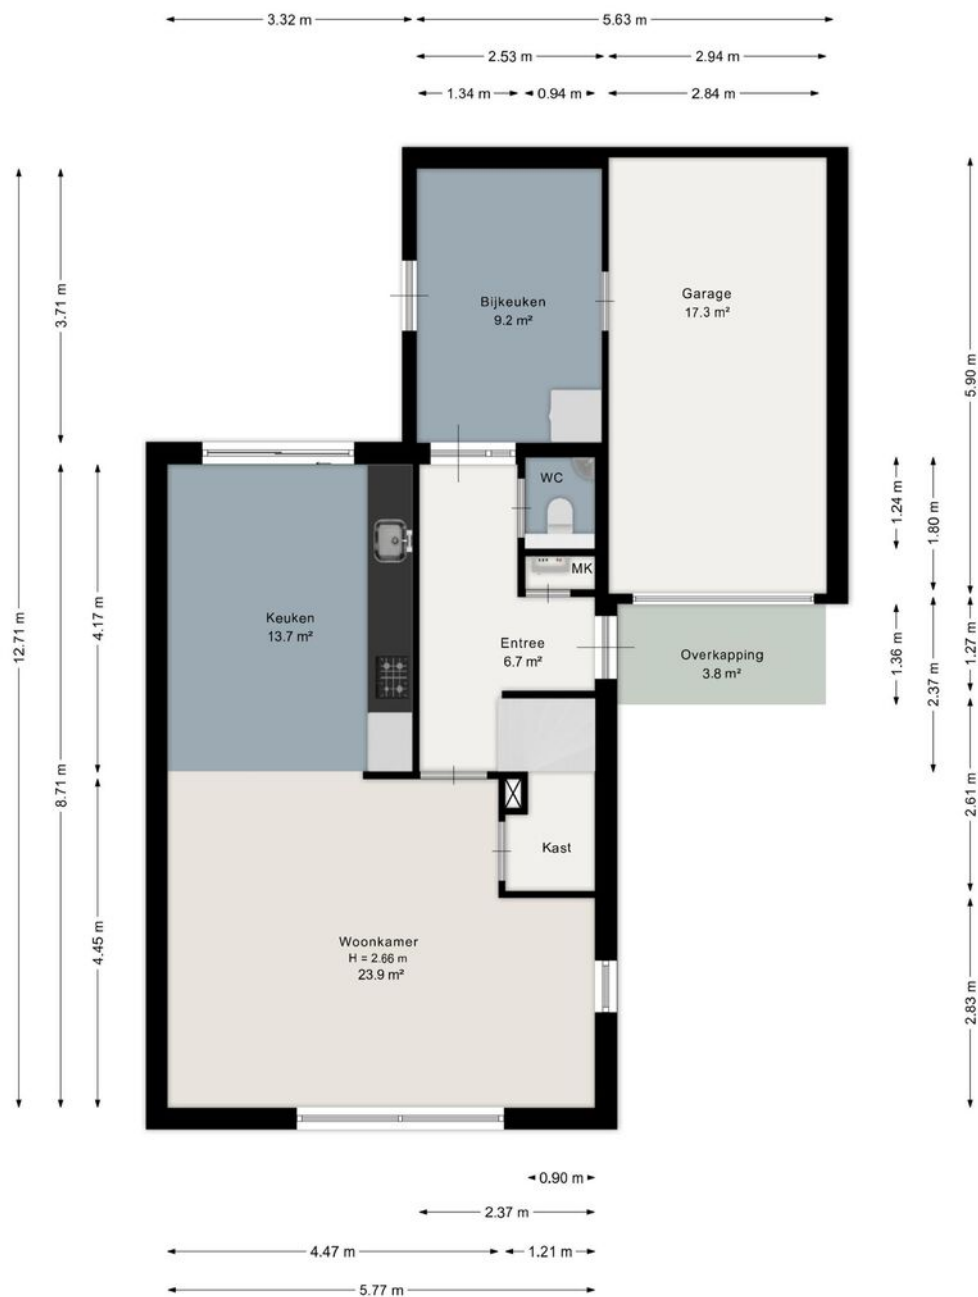 3.32 m
5.63 m
2.53 m
2.94 m
1.34 m
0.94 m
2.84 m
12.71 m
3.71 m
Bijkeuken
9.2 m²
Garage
17.3 m²
5.90 m
WC
1.24 m
1.80 m
MK
4.17 m
Keuken
13.7 m²
Entree
6.7 m²
Overkapping
3.8 m²
1.36 m
2.37 m
1.27 m
8.71 m
2.61 m
Kast
4.45 m
Woonkamer
H = 2.66 m
23.9 m²
2.83 m
0.90 m
2.37 m
4.47 m
1.21 m
5.77 m